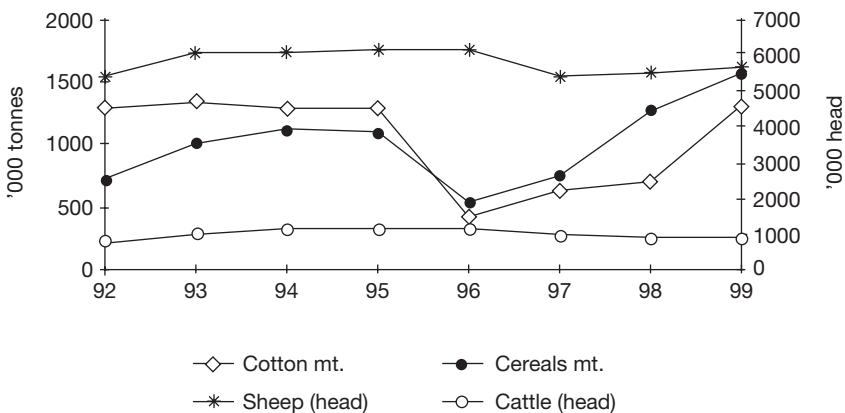 2000
1500
1000
500
0
'000 tonnes
7000
6000
5000
4000
3000
2000
1000
0
'000 head
92 93 94 95 96 97 98 99
Cotton mt. Cereals mt.
Sheep (head) Cattle (head)